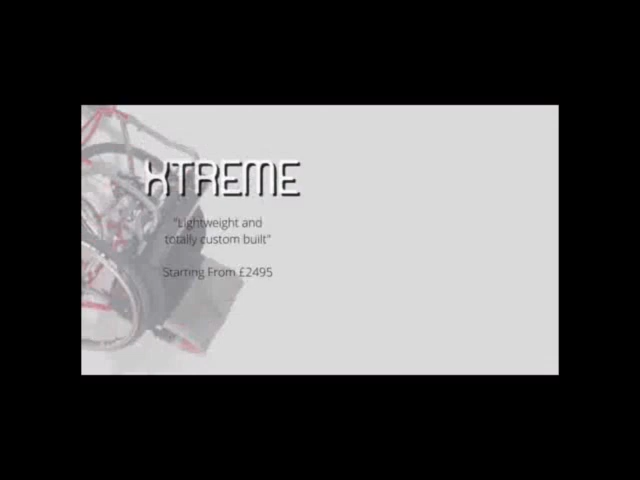 XTREME
"Lightweight and
totally custom built"
Starting From £2495